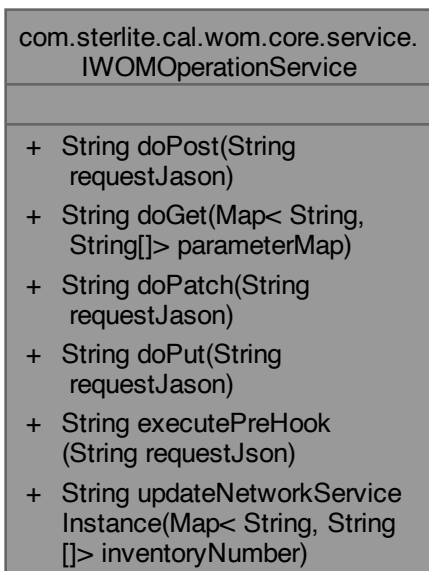 com.sterlite.cal.wom.core.service.
IWOMOperationService
+ String doPost(String
requestJason)
+ String doGet(Map< String,
String[]> parameterMap)
+ String doPatch(String
requestJason)
+ String doPut(String
requestJason)
+ String executePreHook
(String requestJson)
+ String updateNetworkService
Instance(Map< String, String
[]> inventoryNumber)